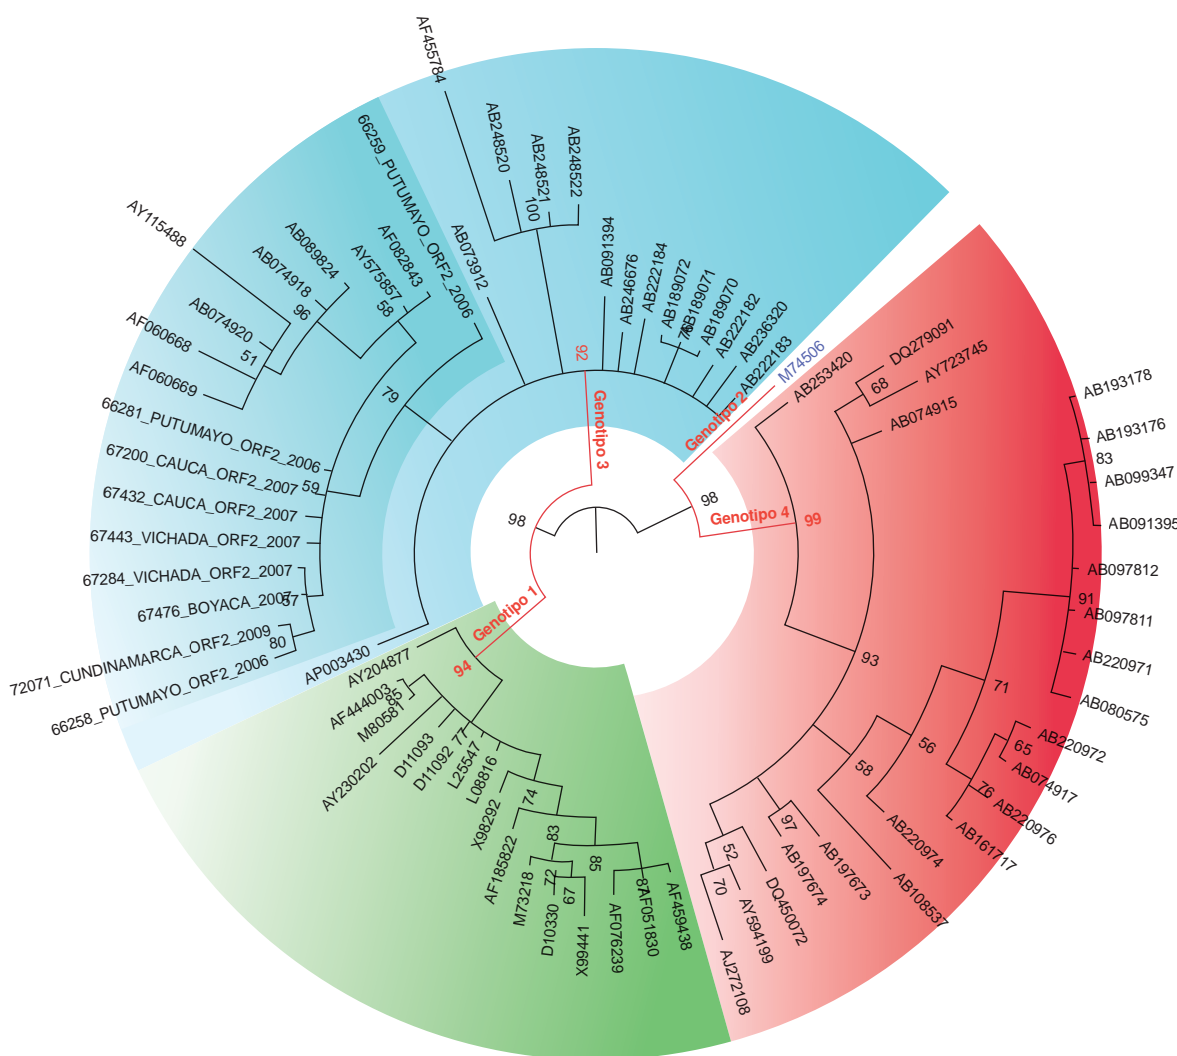 AF455784
AB248520
AB248521
AB248522
100
66259_PUTUMAYO_ORF2_2006
AB073912
AB091394
AB246676
AB222184
AB189072
AB189071
76
AB189070
AB222182
AB236320
AB222183
92
Genotipo 3
Genotipo 2
M74506
AY115488
AB089824
AB074918
AF082843
AY575857
58
96
AB074920
51
AF060668
AF060669
79
66281_PUTUMAYO_ORF2_2006
59
67200_CAUCA_ORF2_2007
67432_CAUCA_ORF2_2007
67443_VICHADA_ORF2_2007
67284_VICHADA_ORF2_2007
67476_BOYACA_2007
57
72071_CUNDINAMARCA_ORF2_2009
80
66258_PUTUMAYO_ORF2_2006
AP003430
98
98
Genotipo 4
99
Genotipo 1
94
AB253420
DQ279091
68
AY723745
AB074915
AB193178
AB193176
83
AB099347
AB091395
AB097812
91
AB097811
AB220971
AB080575
93
71
AB220972
65
AB074917
76
AB220976
AB161717
56
58
AB220974
AB108537
97
AB197673
AB197674
52
DQ450072
70
AY594199
AJ272108
AY204877
AF444003
85
M80581
AY230202
D11093
D11092
77
L25547
L08816
X98292
74
AF185822
83
M73218
72
D10330
67
X99441
85
AF076239
87
AF051830
AF459438